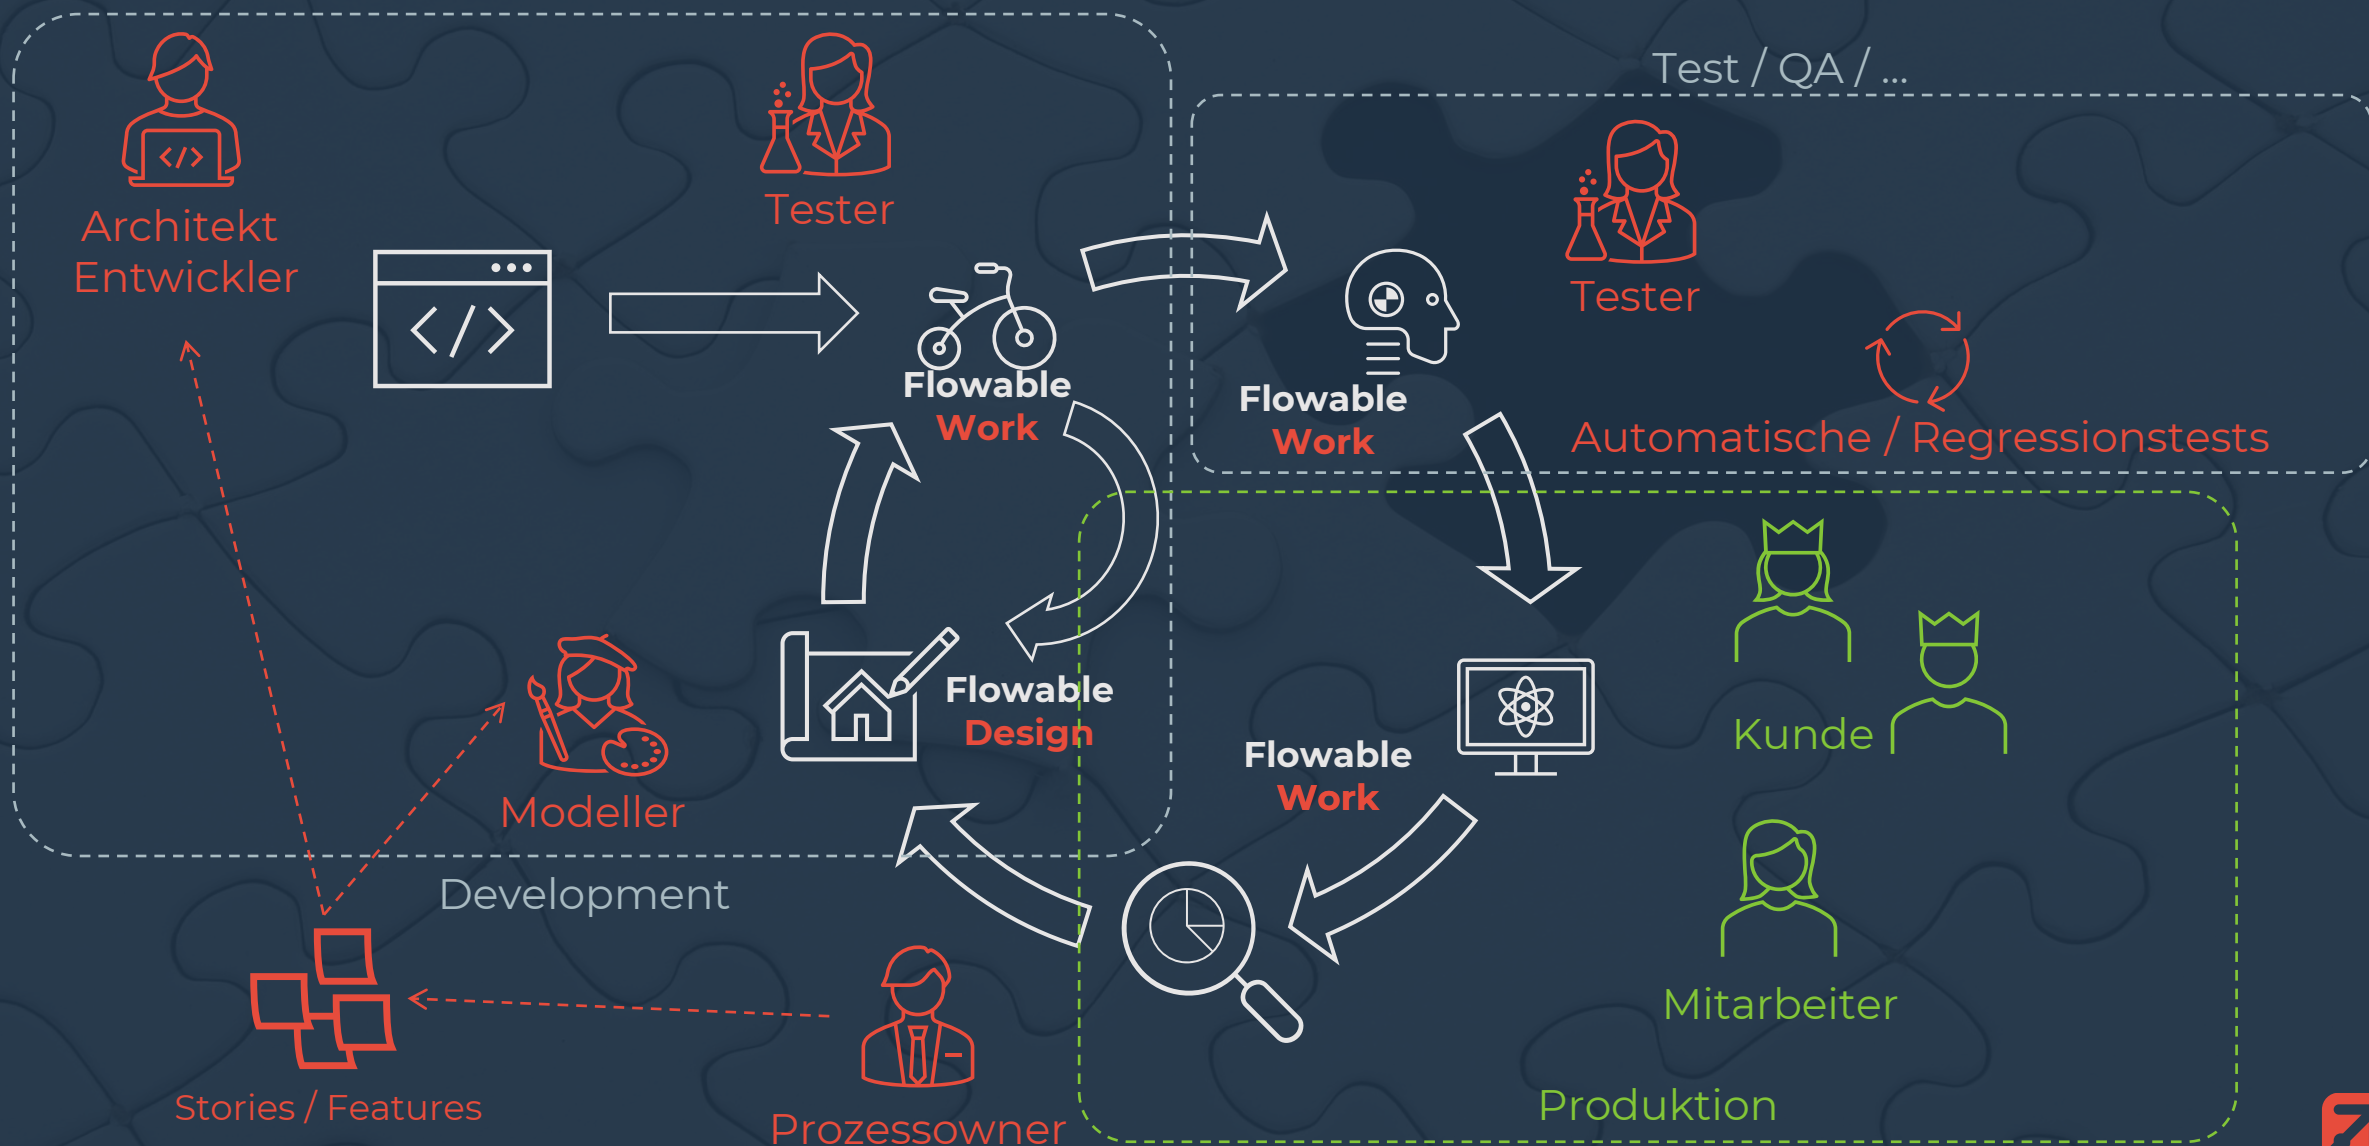 Architekt
Entwickler
Tester
Flowable
Work
Test / QA / ...
Tester
Flowable
Work
Automatische / Regressionstests
Modeller
Flowable
Design
Development
Flowable
Work
Kunde
Mitarbeiter
Produktion
Stories / Features
Prozessowner